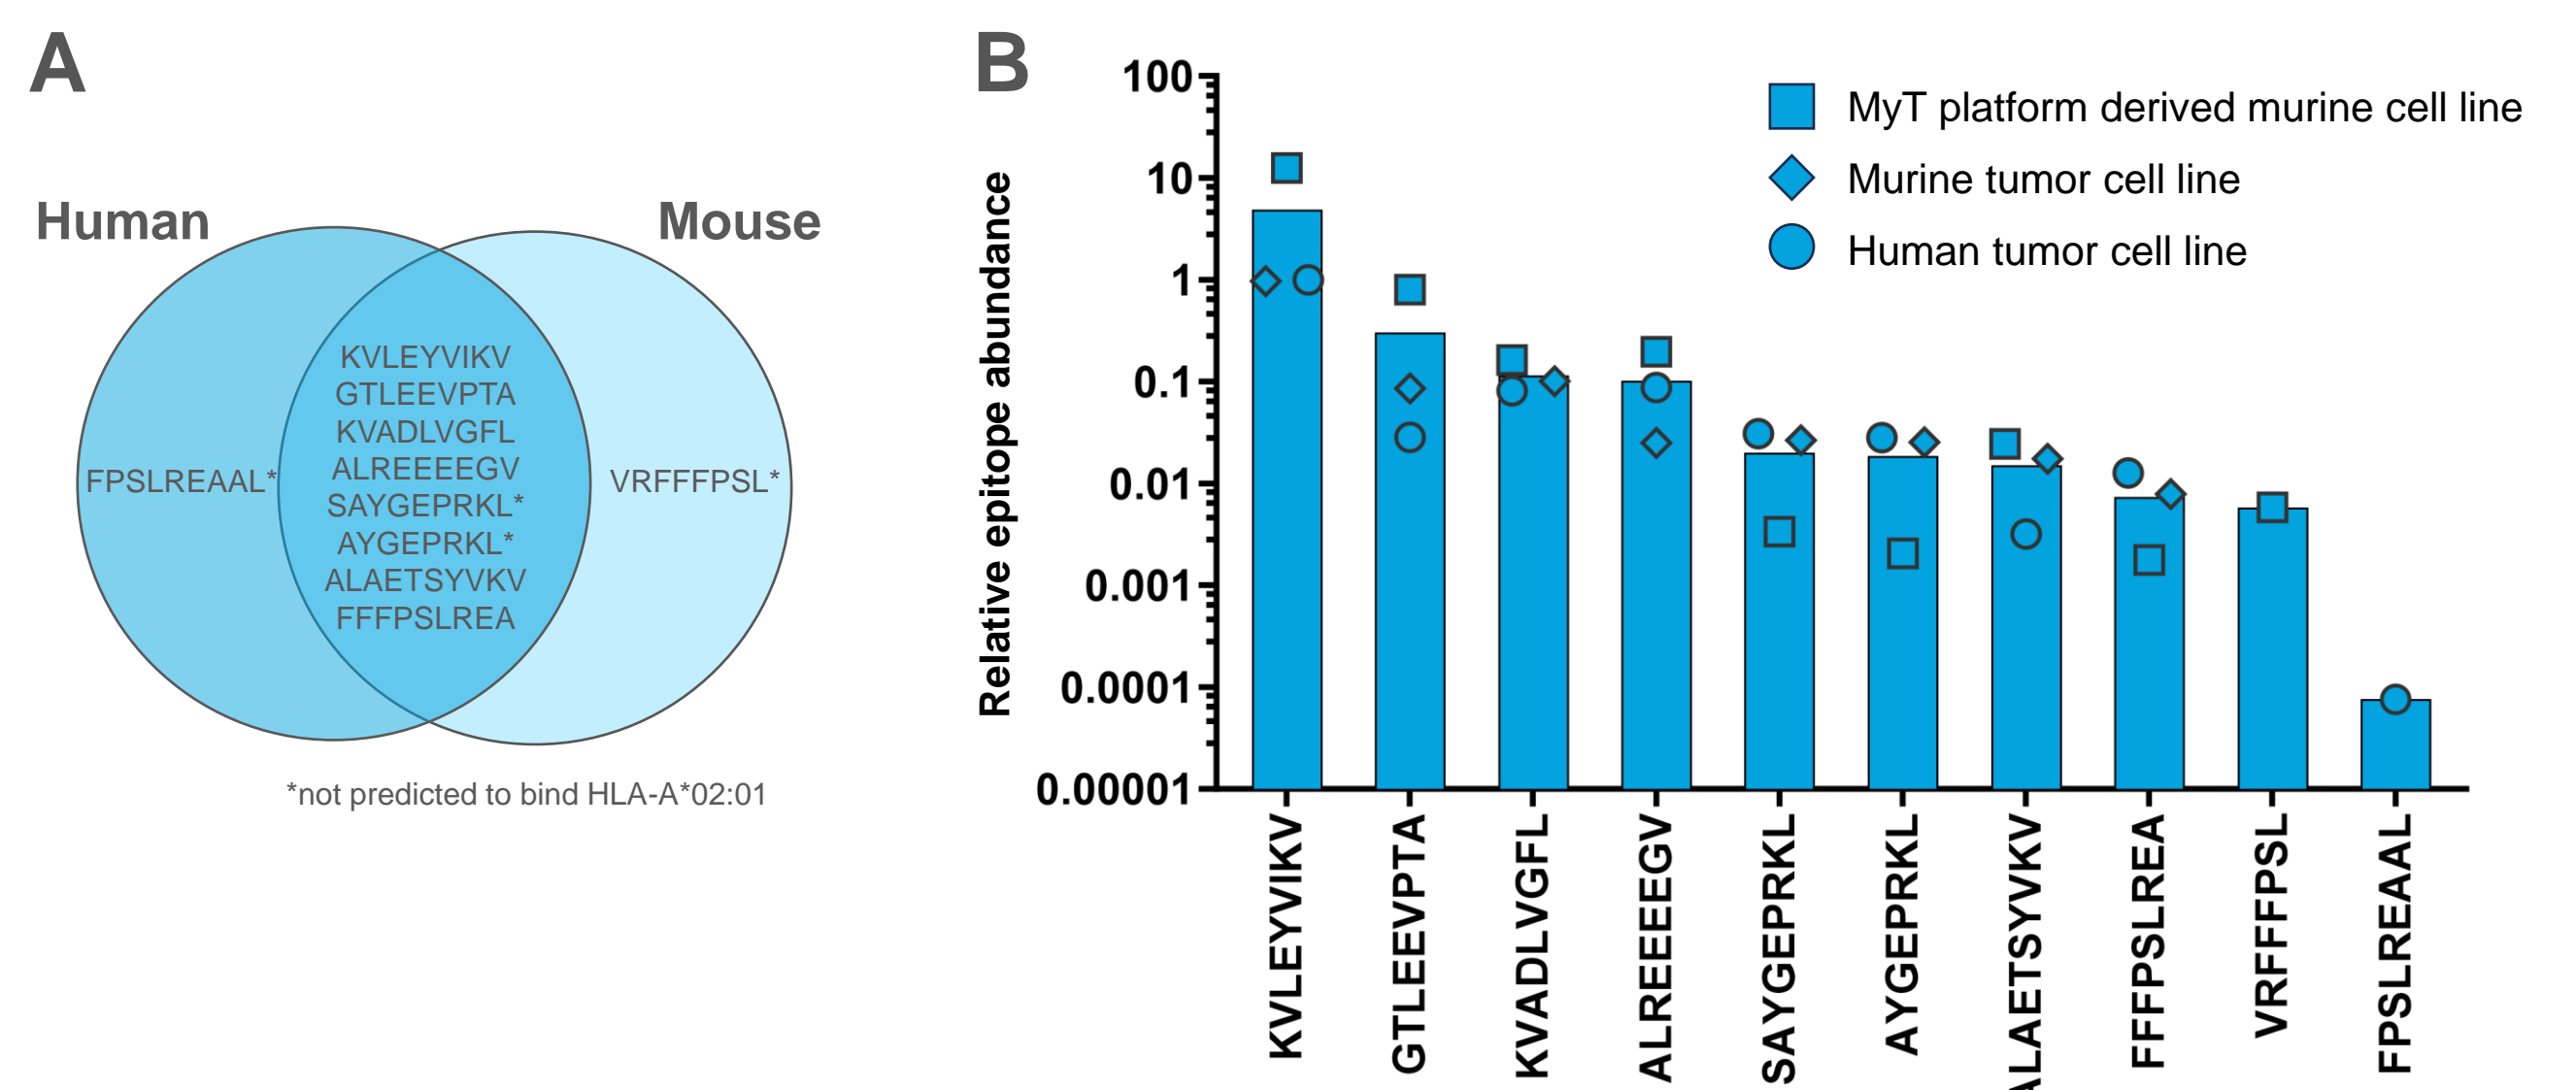 A
Human
Mouse
KVLEYVIKV
GTLEEVPTA
KVADLVGFL
ALREEEEGV
FPSLREAAL*
VRFFFPSL*
SAYGEPRKL*
AYGEPRKL*
ALAETSYVKV
FFFPSLREA
*not predicted to bind HLA-A*02:01
B
MyT platform derived murine cell line
Murine tumor cell line
Human tumor cell line
Relative epitope abundance
100
10
1
0.1
0.01
0.001
0.0001
0.00001
KVLEYVIKV
GTLEEVPTA
KVADLVGFL
ALREEEEGV
SAYGEPRKL
AYGEPRKL
ALAETSYVKV
FFFPSLREA
VRFFFPSL
FPSLREAAL